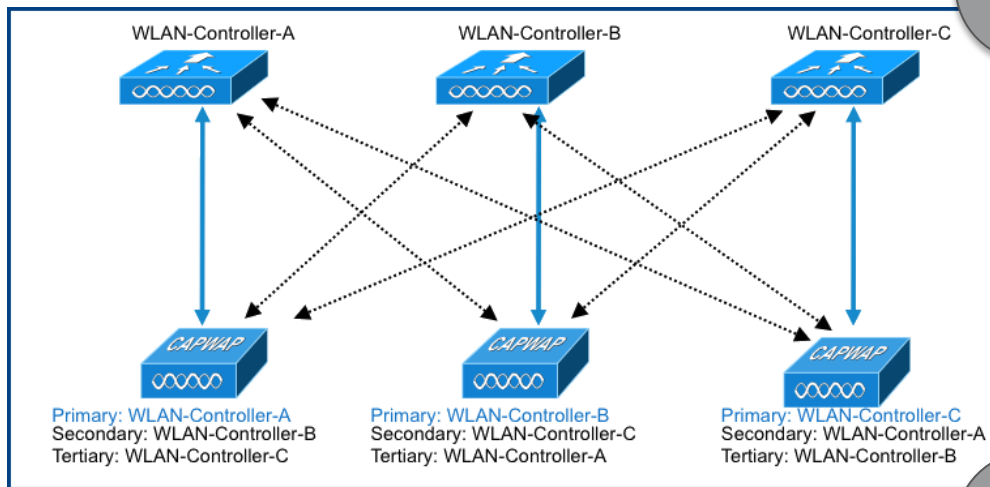 WLAN-Controller-A
WLAN-Controller-B
WLAN-Controller-C
CAPWAP
CAPWAP
CAPWAP
Primary: WLAN-Controller-A
Secondary: WLAN-Controller-B
Tertiary: WLAN-Controller-C
Primary: WLAN-Controller-B
Secondary: WLAN-Controller-C
Tertiary: WLAN-Controller-A
Primary: WLAN-Controller-C
Secondary: WLAN-Controller-A
Tertiary: WLAN-Controller-B